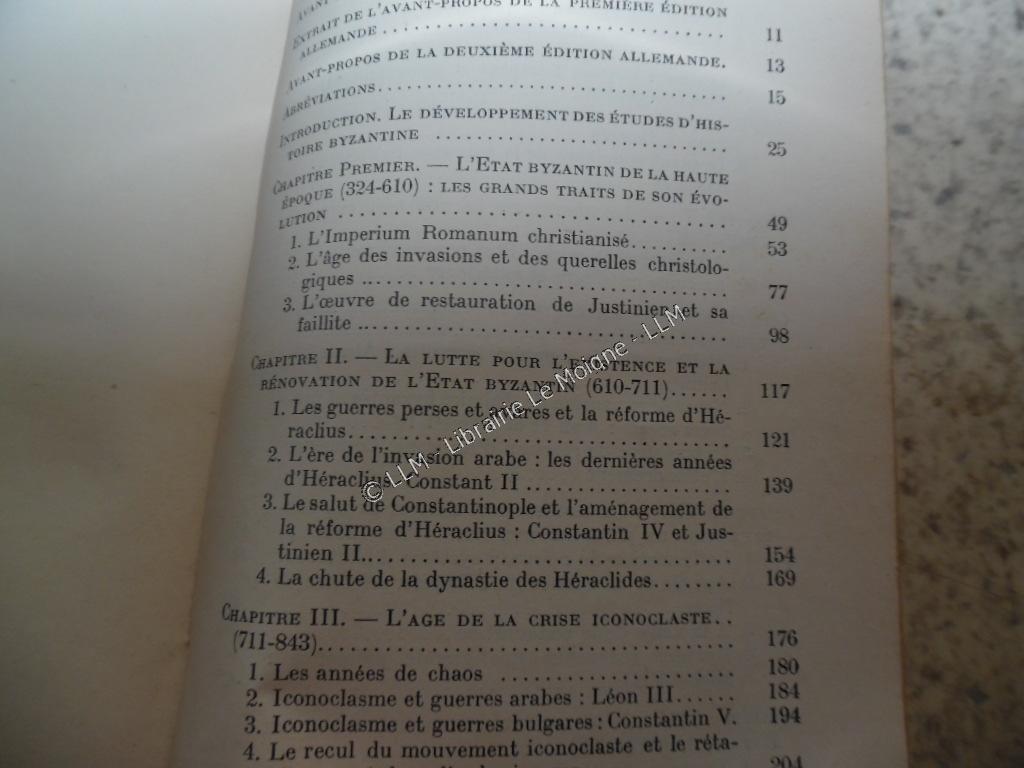 EXTRAIT DE L'AVANT-PROPOS DE LA PREMIÈRE ÉDITION
ALLEMANDE .................... 11
AVANT-PROPOS DE LA DEUXIÈME ÉDITION ALLEMANDE. 13
ABRÉVIATIONS.................... 15
INTRODUCTION. LE DÉVELOPPEMENT DES ÉTUDES D'HIS-
TOIRE BYZANTINE .................... 25
CHAPITRE PREMIER. — L'ETAT BYZANTIN DE LA HAUTE
ÉPOQUE (324-610) : LES GRANDS TRAITS DE SON ÉVO-
LUTION .................... 49
1. L'Imperium Romanum christianisé.......... 53
2. L'âge des invasions et des querelles christolo-
giques .................... 77
3. L'œuvre de restauration de Justinien et sa
faillite .................... 98
CHAPITRE II. — LA LUTTE POUR L'EXISTENCE ET LA
RÉNOVATION DE L'ETAT BYZANTIN (610-711)...... 117
1. Les guerres perses et avares et la réforme d'Hé-
raclius.................... 121
2. L'ère de l'invasion arabe : les dernières années
d'Héraclius. Constant II .................... 139
3. Le salut de Constantinople et l'aménagement de
la réforme d'Héraclius : Constantin IV et Jus-
tinien II.................... 154
4. La chute de la dynastie des Héraclides........ 169
CHAPITRE III. — L'AGE DE LA CRISE ICONOCLASTE..
(711-843).................... 176
1. Les années de chaos .................... 180
2. Iconoclasme et guerres arabes : Léon III...... 184
3. Iconoclasme et guerres bulgares : Constantin V. 194
4. Le recul du mouvement iconoclaste et le réta-
204
© LLM - Librairie Le Moigne - LLM